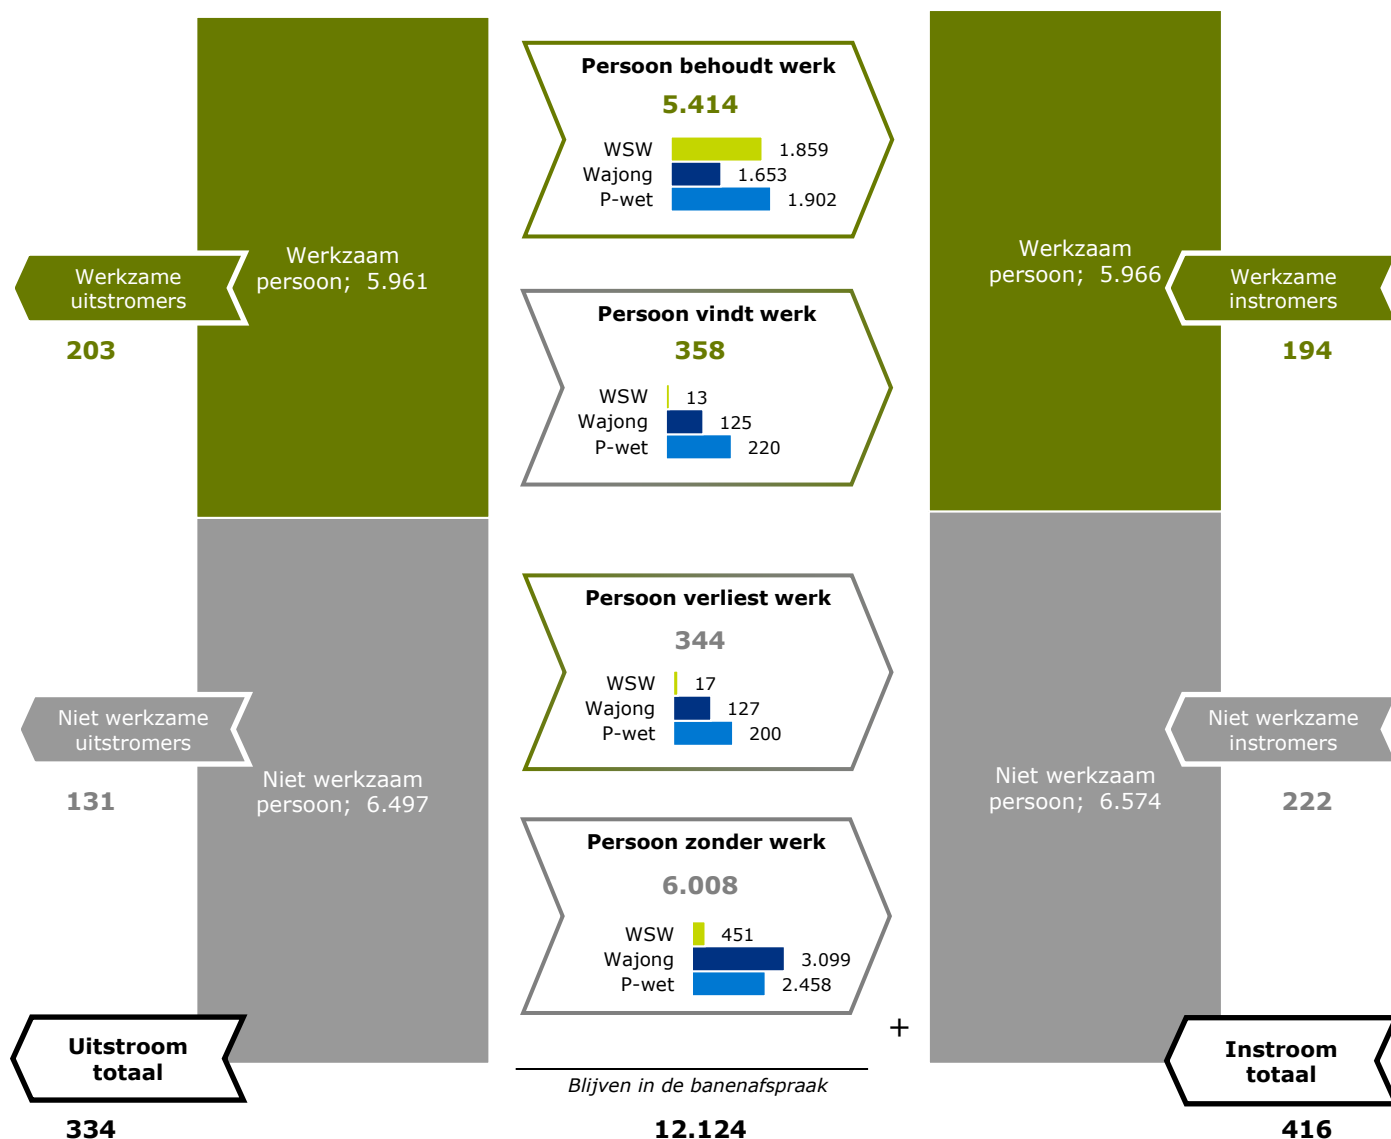 Werkzame
uitstromers
203
Niet werkzame
uitstromers
131
Uitstroom
totaal
334
Werkzaam
persoon;  5.961
Niet werkzaam
persoon;  6.497
Persoon behoudt werk
5.414
WSW 1.859
Wajong 1.653
P-wet 1.902
Persoon vindt werk
358
WSW 13
Wajong 125
P-wet 220
Persoon verliest werk
344
WSW 17
Wajong 127
P-wet 200
Persoon zonder werk
6.008
WSW 451
Wajong 3.099
P-wet 2.458
+
Blijven in de banenafspraak
12.124
Werkzaam
persoon;  5.966
Niet werkzaam
persoon;  6.574
Werkzame
instromers
194
Niet werkzame
instromers
222
Instroom
totaal
416